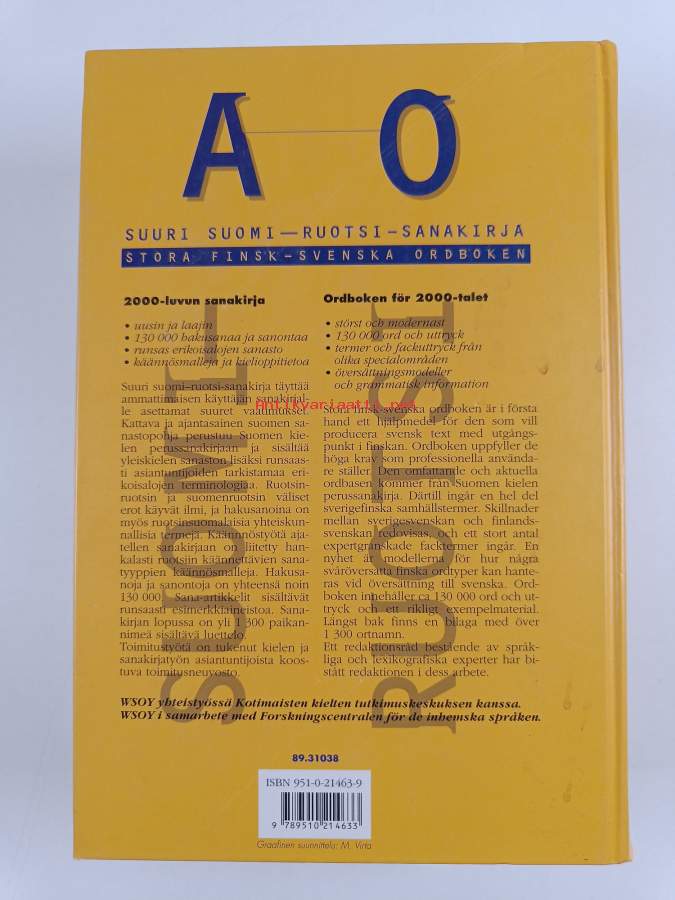 A—O
SUURI SUOMI—RUOTSI–SANAKIRJA
STORA FINSK–SVENSKA ORDBOKEN
2000-luvun sanakirja
• uusin ja laajin
• 130 000 hakusanaa ja sanontaa
• runsas erikoisalojen sanasto
• käännösmalleja ja kielioppitietoa
Suuri suomi–ruotsi-sanakirja täyttää
ammattimaisen käyttäjän sanakirjal-
le asettamat suuret vaatimukset.
Kattava ja ajantasainen suomen sa-
nastopohja perustuu Suomen kie-
len perussanakirjaan ja sisältää
yleiskielen sanaston lisäksi runsaas-
ti asiantuntijoiden tarkistamaa eri-
koisalojen terminologiaa. Ruotsin-
ruotsin ja suomenruotsin väliset
erot käyvät ilmi, ja hakusanoina on
myös ruotsinsuomalaisia yhteiskun-
nallisia termejä. Käännöstyötä aja-
tellen sanakirjaan on liitetty han-
kalasti ruotsiin käännettävien sana-
tyyppien käännösmalleja. Hakusa-
noja ja sanontoja on yhteensä noin
130 000. Sana-artikkelit sisältävät
runsaasti esimerkkiaineistoa. Sana-
kirjan lopussa on yli 1 300 paikan-
nimeä sisältävä luettelo.
Toimitustyötä on tukenut kielen ja
sanakirjatyön asiantuntijoista koos-
tuva toimitusneuvosto.
Ordboken för 2000-talet
• störst och modernast
• 130 000 ord och uttryck
• termer och fackuttryck från
olika specialområden
• översättningsmodeller
och grammatisk information
Antikvariaatti.net
Stora finsk-svenska ordboken är i första
hand ett hjälpmedel för den som vill
producera svensk text med utgångs-
punkt i finskan. Ordboken uppfyller de
höga krav som professionella använda-
re ställer. Den omfattande och aktuella
ordbasen kommer från Suomen kielen
perussanakirja. Därtill ingår en hel del
sverigefinska samhällstermer. Skillnader
mellan sverigesvenskan och finlands-
svenskan redovisas, och ett stort antal
expertgranskade facktermer ingår. En
nyhet är modellerna för hur några
svåröversatta finska ordtyper kan hante-
ras vid översättning till svenska. Ord-
boken innehåller ca 130 000 ord och ut-
tryck och ett rikligt exempelmaterial.
Längst bak finns en bilaga med över
1 300 ortnamn.
Ett redaktionsråd bestående av språk-
liga och lexikografiska experter har bi-
stått redaktionen i dess arbete.
SUOMI–
RUOTSI
WSOY yhteistyössä Kotimaisten kielten tutkimuskeskuksen kanssa.
WSOY i samarbete med Forskningscentralen för de inhemska språken.
89.31038
ISBN 951-0-21463-9
9 789510 214633
Graafinen suunnittelu: M. Virta